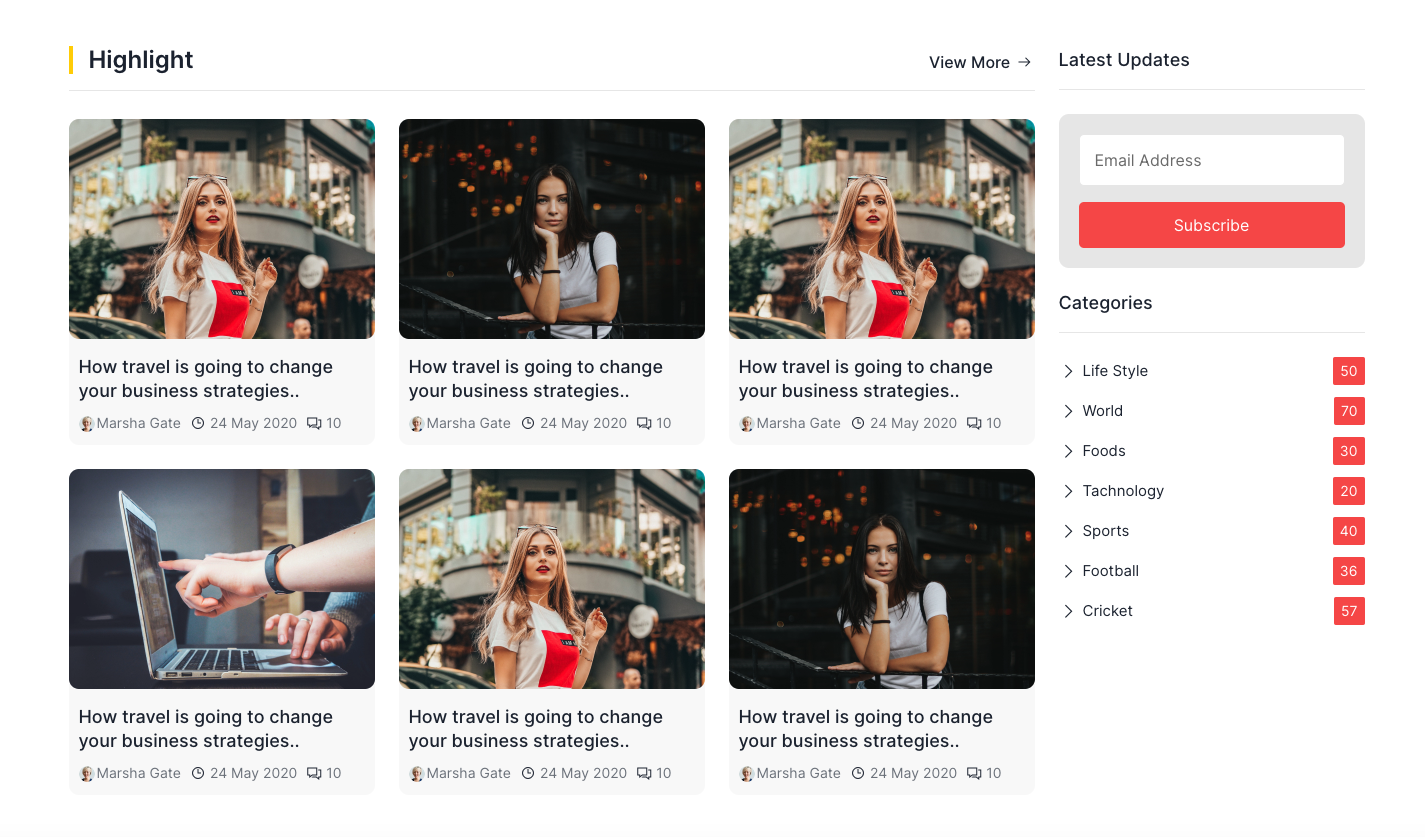 Highlight
View More
How travel is going to change
your business strategies..
Marsha Gate 24 May 2020 10
How travel is going to change
your business strategies..
Marsha Gate 24 May 2020 10
How travel is going to change
your business strategies..
Marsha Gate 24 May 2020 10
How travel is going to change
your business strategies..
Marsha Gate 24 May 2020 10
How travel is going to change
your business strategies..
Marsha Gate 24 May 2020 10
How travel is going to change
your business strategies..
Marsha Gate 24 May 2020 10
Latest Updates
Email Address
Subscribe
Categories
Life Style 50
World 70
Foods 30
Tachnology 20
Sports 40
Football 36
Cricket 57